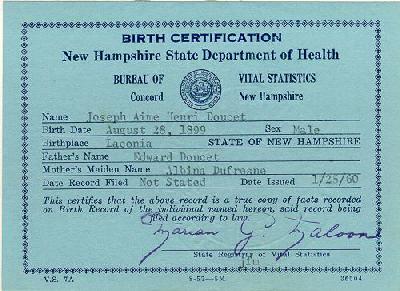 BIRTH CERTIFICATION
New Hampshire State Department of Health
BUREAU OF VITAL STATISTICS
Concord New Hampshire
Name Joseph Aime Henri Doucet
Birth Date August 28, 1899 Sex Male
Birthplace Laconia STATE OF NEW HAMPSHIRE
Father's Name Edward Doucet
Mother's Maiden Name Albina Dufresne
Date Record Filed Not Stated Date Issued 1/25/60
This certifies that the above record is a true copy of facts recorded
on Birth Record of the individual named hereon, said record being
filed according to law.
Marian G.
State Registrar of Vital Statistics
V.S. 7A